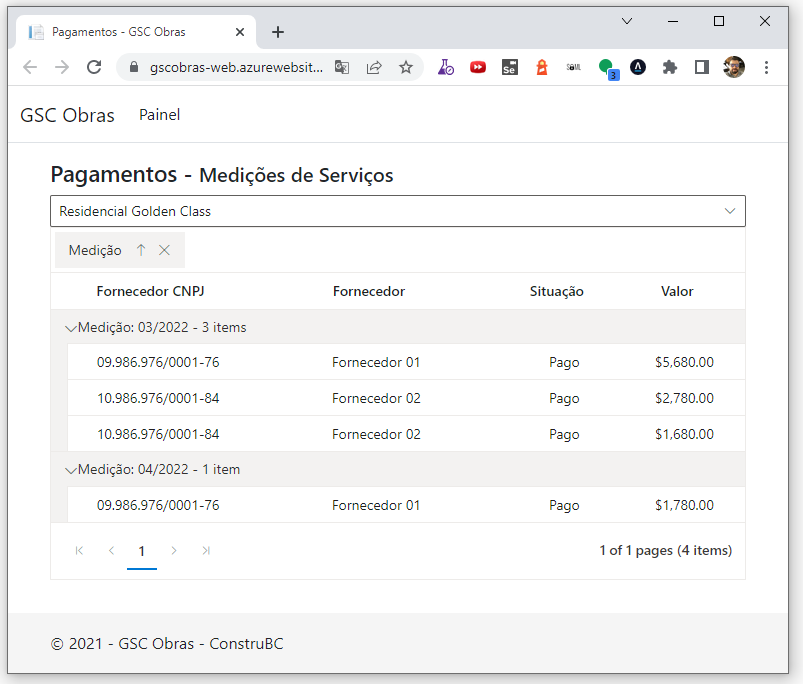 Pagamentos - GSC Obras
gscobras-web.azurewebsit...
Se
SAML
3
GSC Obras Painel
Pagamentos - Medições de Serviços
Residencial Golden Class
Medição
Fornecedor CNPJ Fornecedor Situação Valor
Medição: 03/2022 - 3 items
09.986.976/0001-76 Fornecedor 01 Pago $5,680.00
10.986.976/0001-84 Fornecedor 02 Pago $2,780.00
10.986.976/0001-84 Fornecedor 02 Pago $1,680.00
Medição: 04/2022 - 1 item
09.986.976/0001-76 Fornecedor 01 Pago $1,780.00
1 1 of 1 pages (4 items)
© 2021 - GSC Obras - ConstruBC